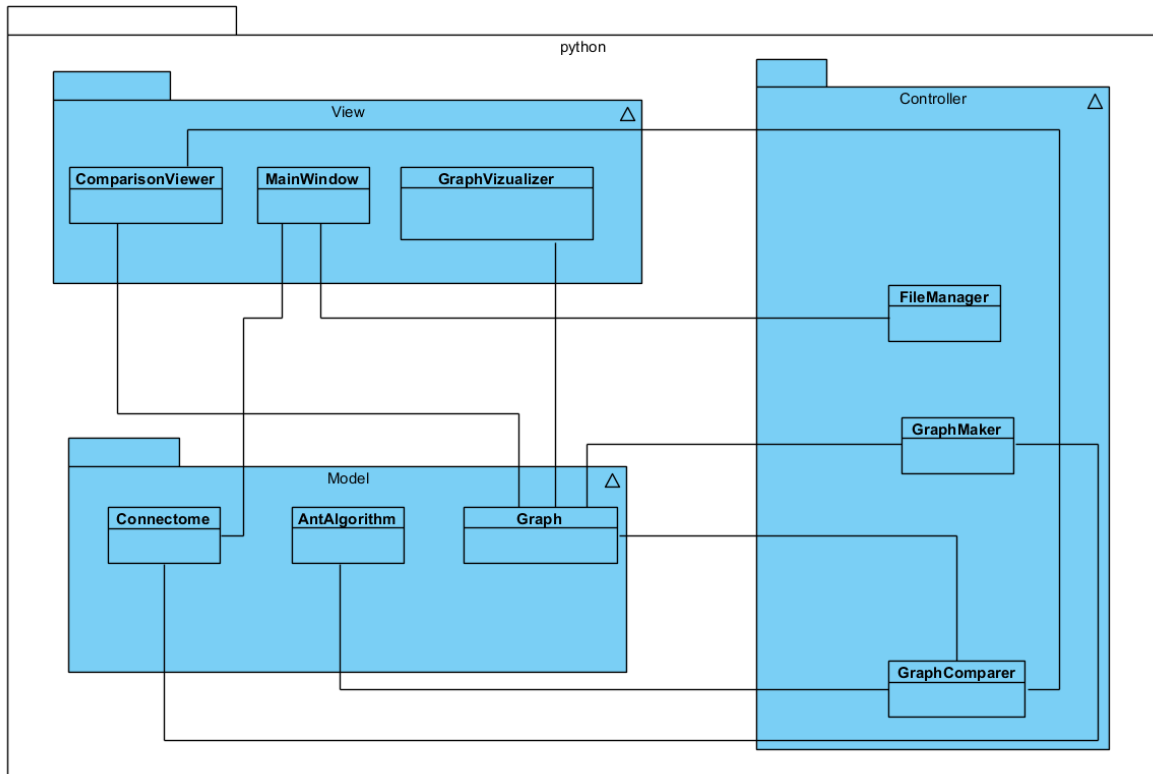 python
View
Controller
ComparisonViewer
MainWindow
GraphVizualizer
FileManager
GraphMaker
Model
Connectome
AntAlgorithm
Graph
GraphComparer